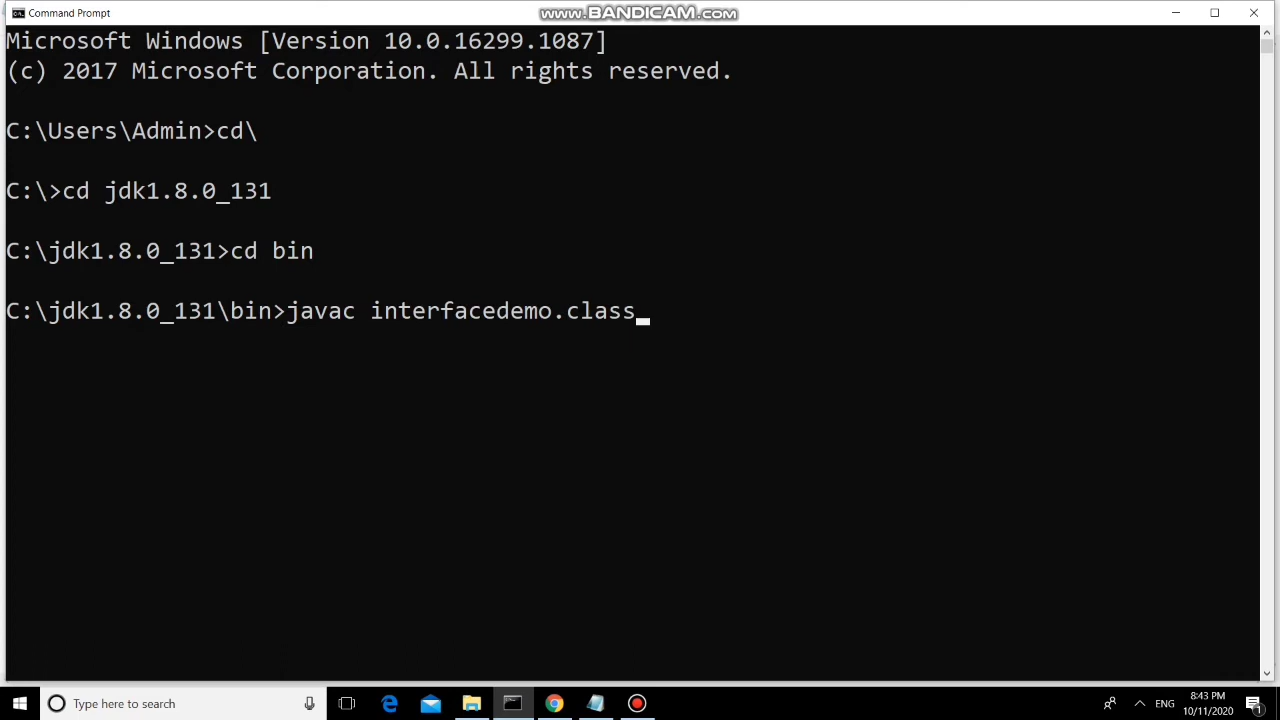 Command Prompt
www.BANDICAM.com
Microsoft Windows [Version 10.0.16299.1087]
(c) 2017 Microsoft Corporation. All rights reserved.
C:\Users\Admin>cd\
C:\>cd jdk1.8.0_131
C:\jdk1.8.0_131>cd bin
C:\jdk1.8.0_131\bin>javac interfacedemo.class
Type here to search
ENG
8:43 PM
10/11/2020
1